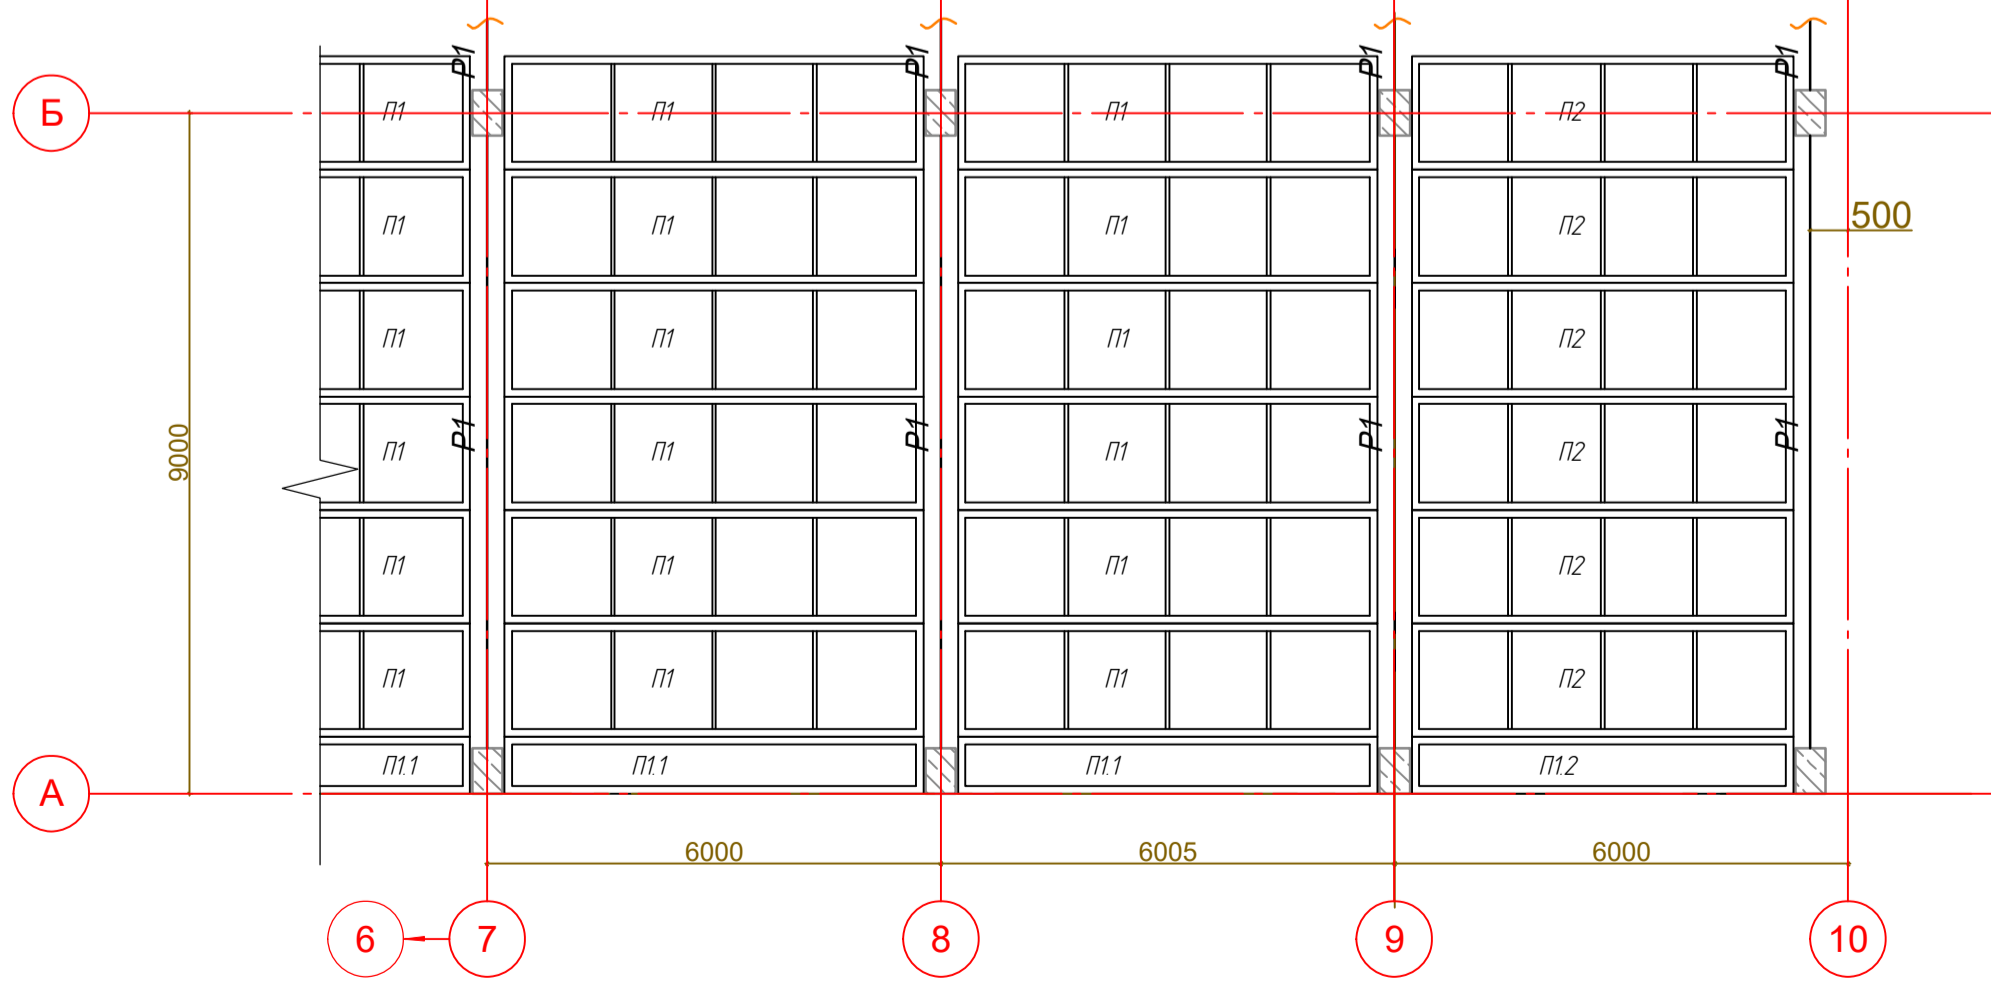 Р1 Р1 Р1 Р1
Б П1 П1 П1 П2
П1 П1 П1 П2 500
П1 П1 П1 П2
9000 П1 Р1 П1 Р1 П1 Р1 П2 Р1
П1 П1 П1 П2
П1 П1 П1 П2
А П1.1 П1.1 П1.1 П1.2
6000 6005 6000
6 7 8 9 10